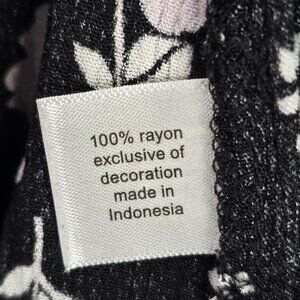 100% rayon
exclusive of
decoration
made in
Indonesia